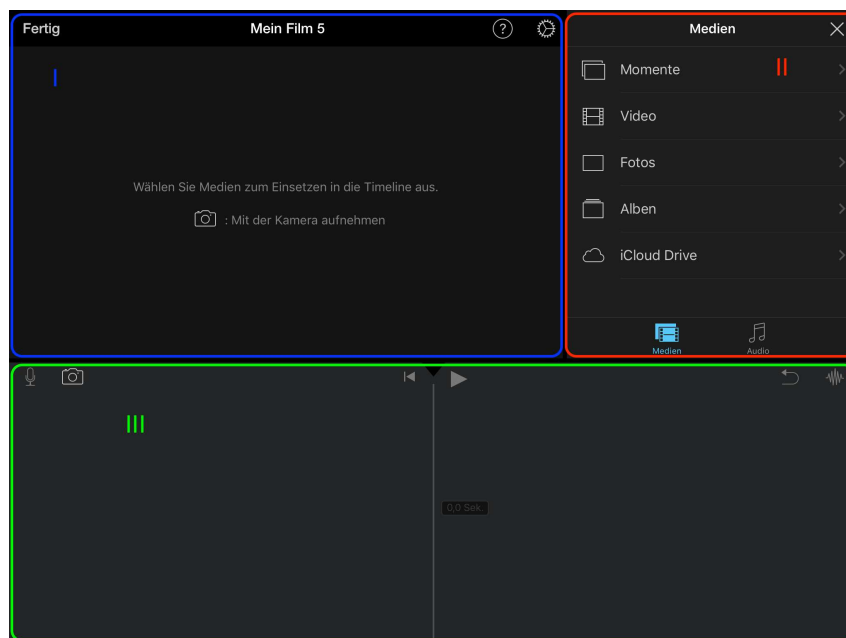 Fertig
Mein Film 5
?
I
Wählen Sie Medien zum Einsetzen in die Timeline aus.
: Mit der Kamera aufnehmen
Medien
Momente
II
Video
Fotos
Alben
iCloud Drive
Medien
Audio
III
0,0 Sek.